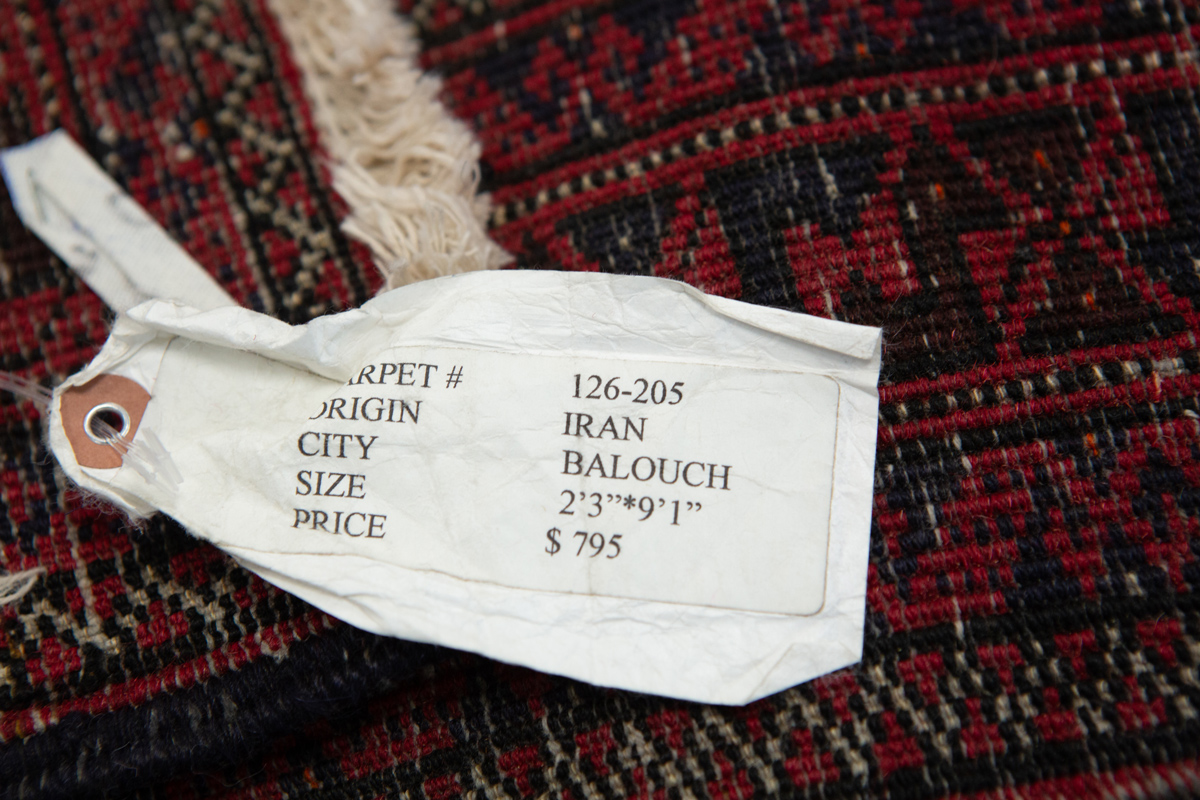 ARPET # 126-205
ORIGIN IRAN
CITY BALOUCH
SIZE 2'3”*9'1”
PRICE $ 795